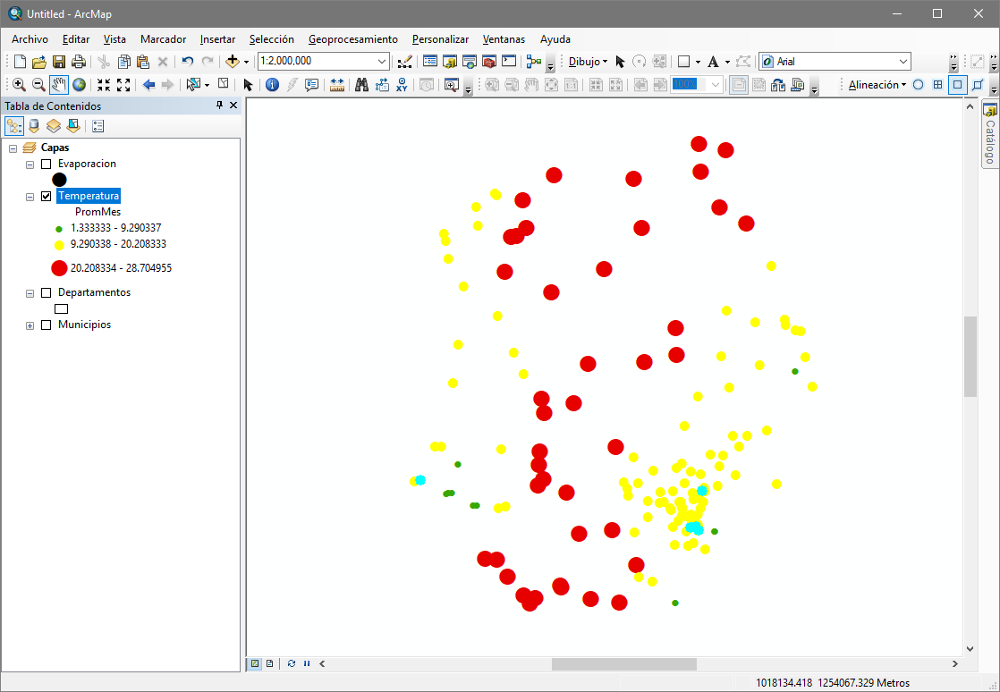 Untitled - ArcMap
Archivo Editar Vista Marcador Insertar Selección Geoprocesamiento Personalizar Ventanas Ayuda
1:2,000,000 Dibujo A Arial
XY 100% Alineación
Tabla de Contenidos
Capas
Evaporacion
Temperatura
PromMes
1.333333 - 9.290337
9.290338 - 20.208333
20.208334 - 28.704955
Departamentos
Municipios
Catálogo
1018134.418 1254067.329 Metros